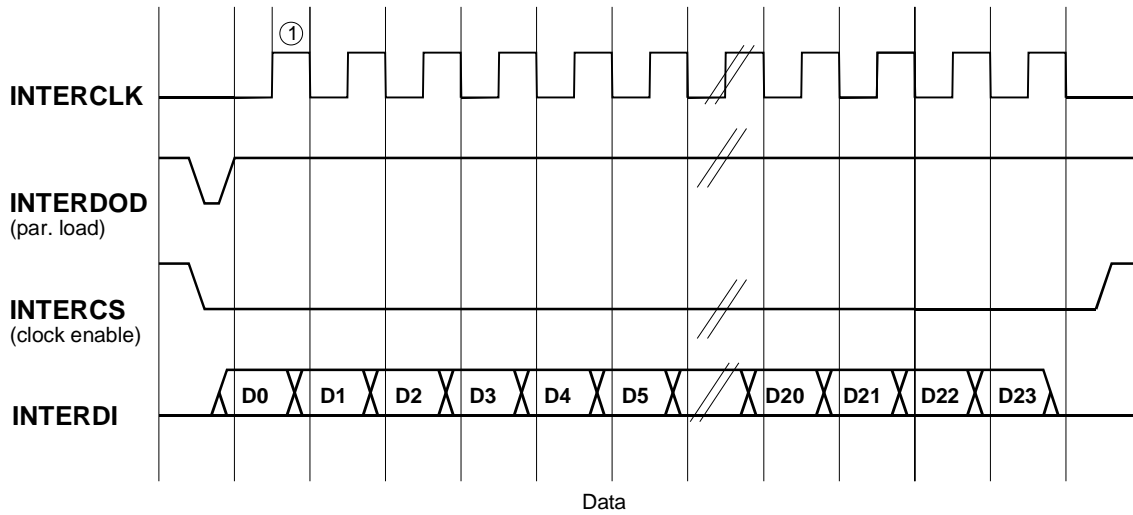 ①
INTERCLK
INTERDOD
(par. load)
INTERCS
(clock enable)
INTERDI
D0 D1 D2 D3 D4 D5 D20 D21 D22 D23
Data